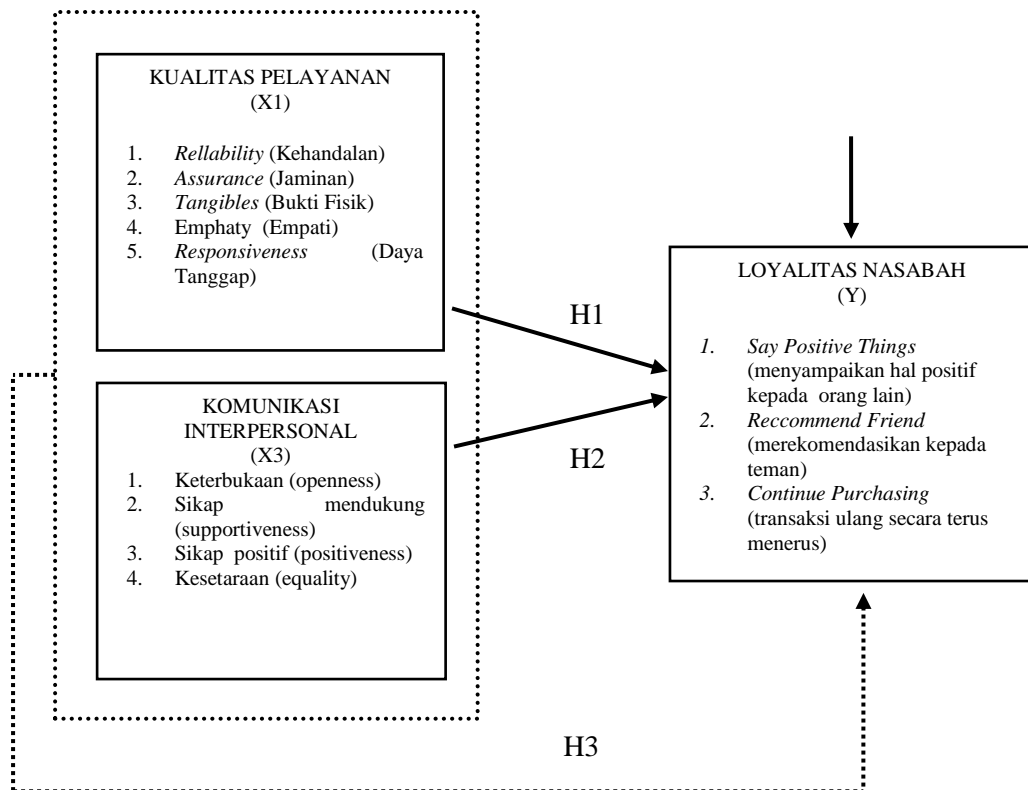 KUALITAS PELAYANAN
(X1)
1. Rellability (Kehandalan)
2. Assurance (Jaminan)
3. Tangibles (Bukti Fisik)
4. Emphaty (Empati)
5. Responsiveness (Daya
Tanggap)
KOMUNIKASI
INTERPERSONAL
(X3)
1. Keterbukaan (openness)
2. Sikap mendukung
(supportiveness)
3. Sikap positif (positiveness)
4. Kesetaraan (equality)
H1
H2
LOYALITAS NASABAH
(Y)
1. Say Positive Things
(menyampaikan hal positif
kepada orang lain)
2. Reccommend Friend
(merekomendasikan kepada
teman)
3. Continue Purchasing
(transaksi ulang secara terus
menerus)
H3